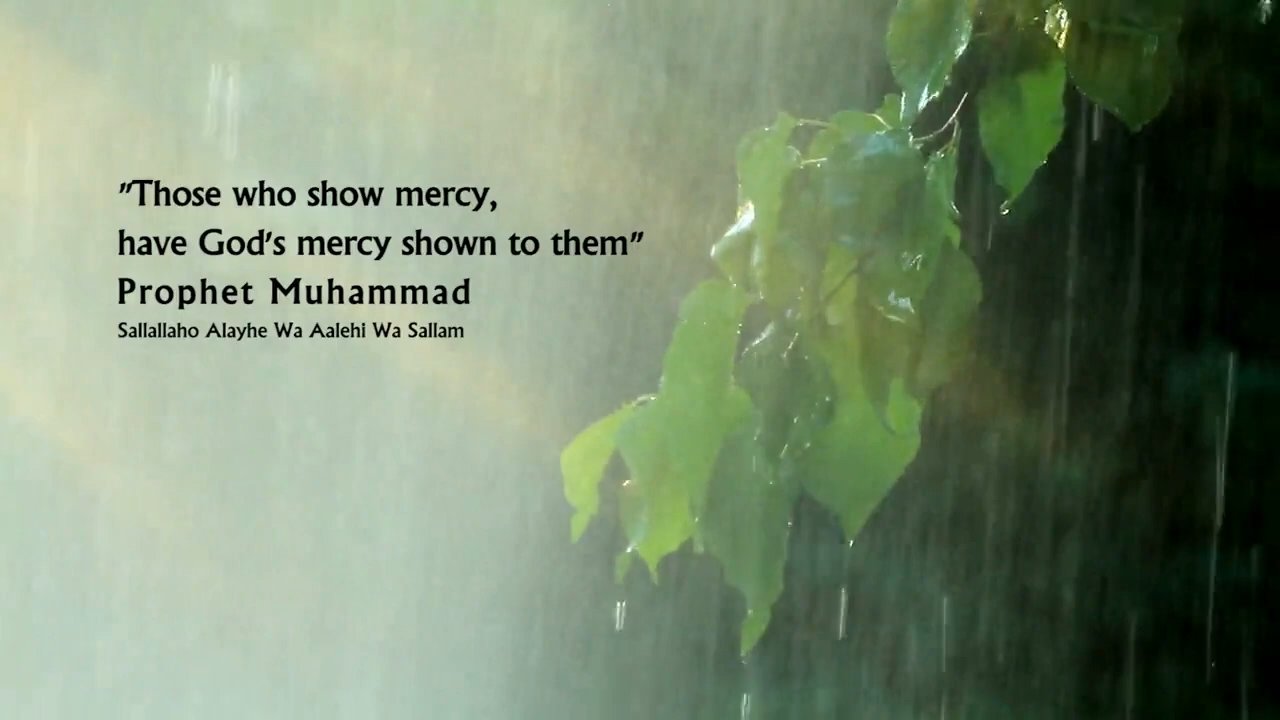 "Those who show mercy,
have God's mercy shown to them"
Prophet Muhammad
Sallallaho Alayhe Wa Aalehi Wa Sallam